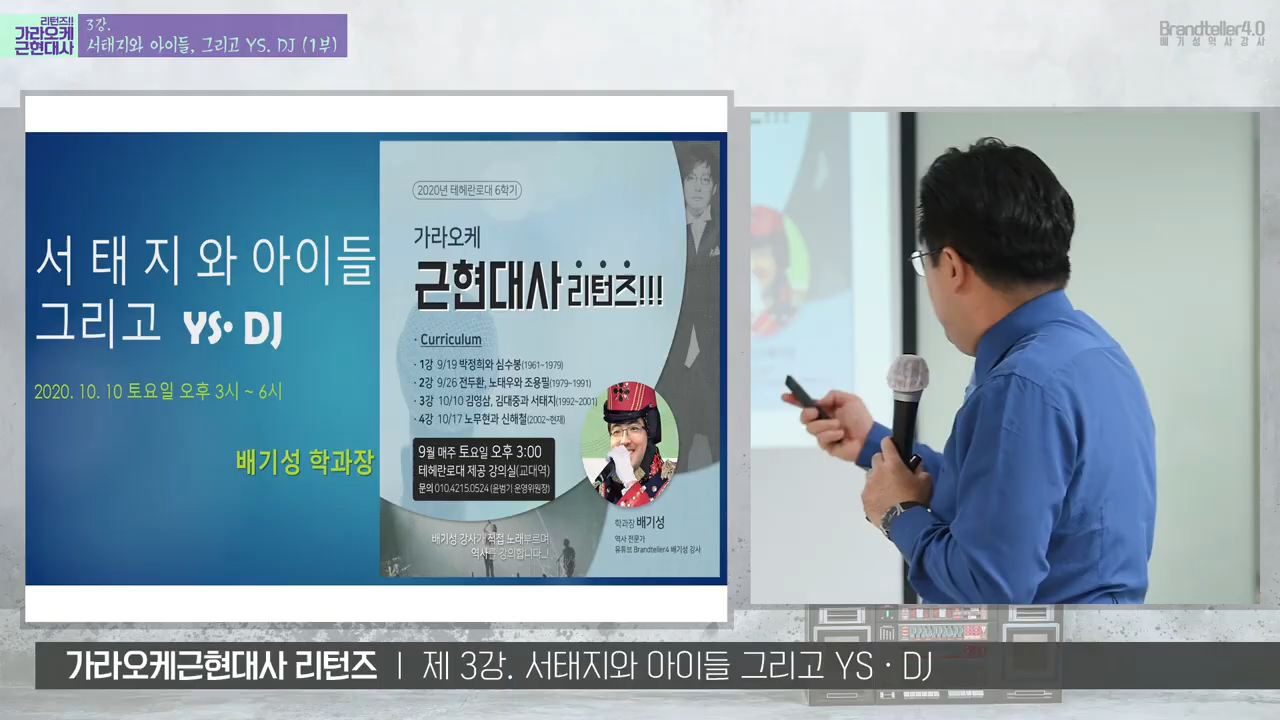 리턴즈!!
가라오케
근현대사
3강.
서태지와 아이들, 그리고 YS. DJ (1부)
Brandteller4.0
배기성역사강사
서태지와 아이들
그리고 YS· DJ
2020. 10. 10 토요일 오후 3시 ~ 6시
배기성 학과장
2020년 테헤란로대 6학기
가라오케
근현대사 리턴즈!!!
· Curriculum
· 1강 9/19 박정희와 심수봉(1961~1979)
· 2강 9/26 전두환, 노태우와 조용필(1979~1991)
· 3강 10/10 김영삼, 김대중과 서태지(1992~2001)
· 4강 10/17 노무현과 신해철(2002~현재)
9월 매주 토요일 오후 3:00
테헤란로대 제공 강의실(교대역)
문의 010.4215.0524 (윤범기 운영위원장)
배기성 강사가 직접 노래부르며
역사를 강의합니다..!
학과장 배기성
역사 전문가
유튜브 Brandteller4 배기성 강사
가라오케근현대사 리턴즈 | 제 3강. 서태지와 아이들 그리고 YS · DJ